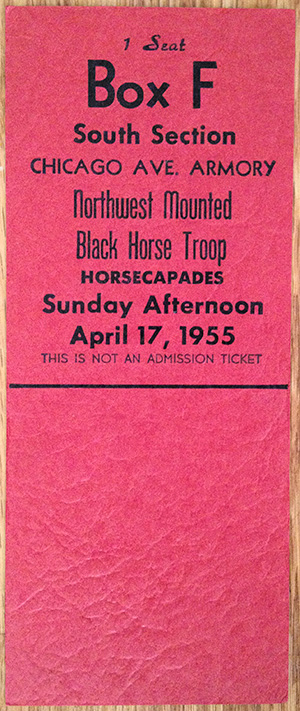 1 Seat
Box F
South Section
CHICAGO AVE. ARMORY
Northwest Mounted
Black Horse Troop
HORSECAPADES
Sunday Afternoon
April 17, 1955
THIS IS NOT AN ADMISSION TICKET